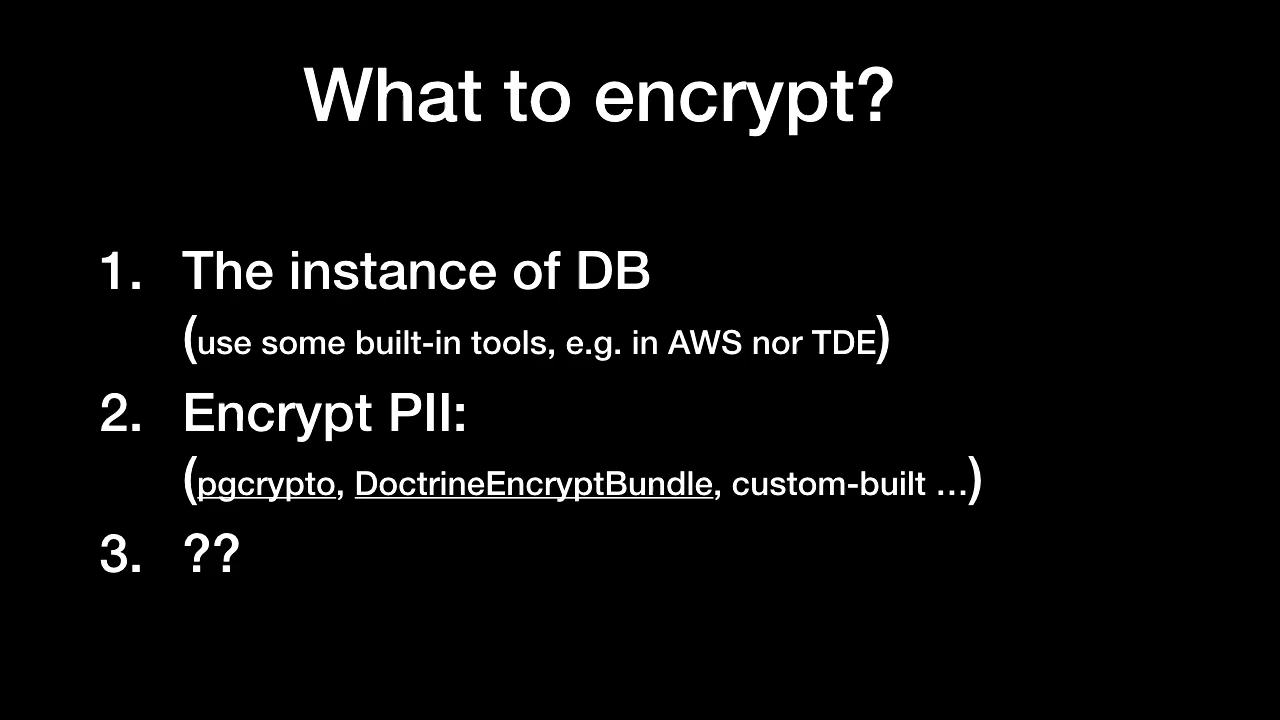 What to encrypt?
1. The instance of DB
(use some built-in tools, e.g. in AWS nor TDE)
2. Encrypt PII:
(pgcrypto, DoctrineEncryptBundle, custom-built …)
3. ??